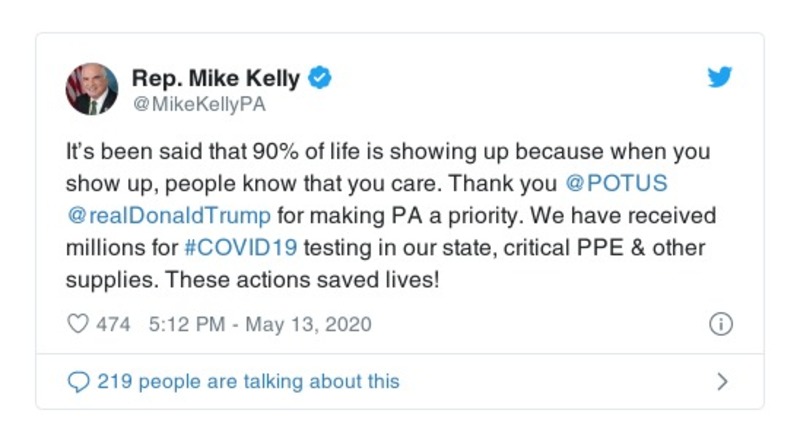 Rep. Mike Kelly
@MikeKellyPA
It's been said that 90% of life is showing up because when you
show up, people know that you care. Thank you @POTUS
@realDonaldTrump for making PA a priority. We have received
millions for #COVID19 testing in our state, critical PPE & other
supplies. These actions saved lives!
474 5:12 PM - May 13, 2020
219 people are talking about this